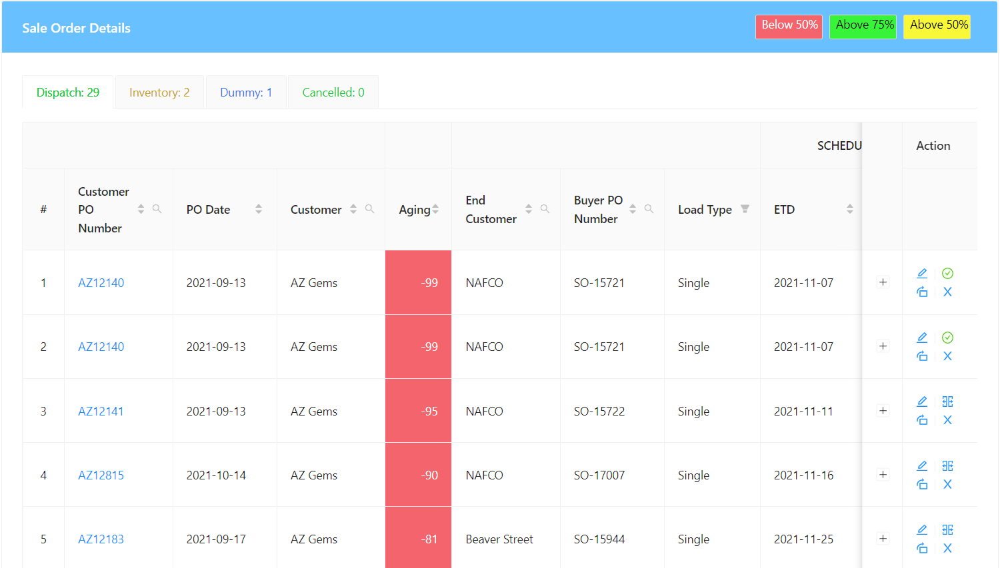 Sale Order Details
Below 50% Above 75% Above 50%
Dispatch: 29 Inventory: 2 Dummy: 1 Cancelled: 0
SCHEDU Action
# Customer PO Number PO Date Customer Aging End Customer Buyer PO Number Load Type ETD
1 AZ12140 2021-09-13 AZ Gems -99 NAFCO SO-15721 Single 2021-11-07 +
2 AZ12140 2021-09-13 AZ Gems -99 NAFCO SO-15721 Single 2021-11-07 +
3 AZ12141 2021-09-13 AZ Gems -95 NAFCO SO-15722 Single 2021-11-11 +
4 AZ12815 2021-10-14 AZ Gems -90 NAFCO SO-17007 Single 2021-11-16 +
5 AZ12183 2021-09-17 AZ Gems -81 Beaver Street SO-15944 Single 2021-11-25 +